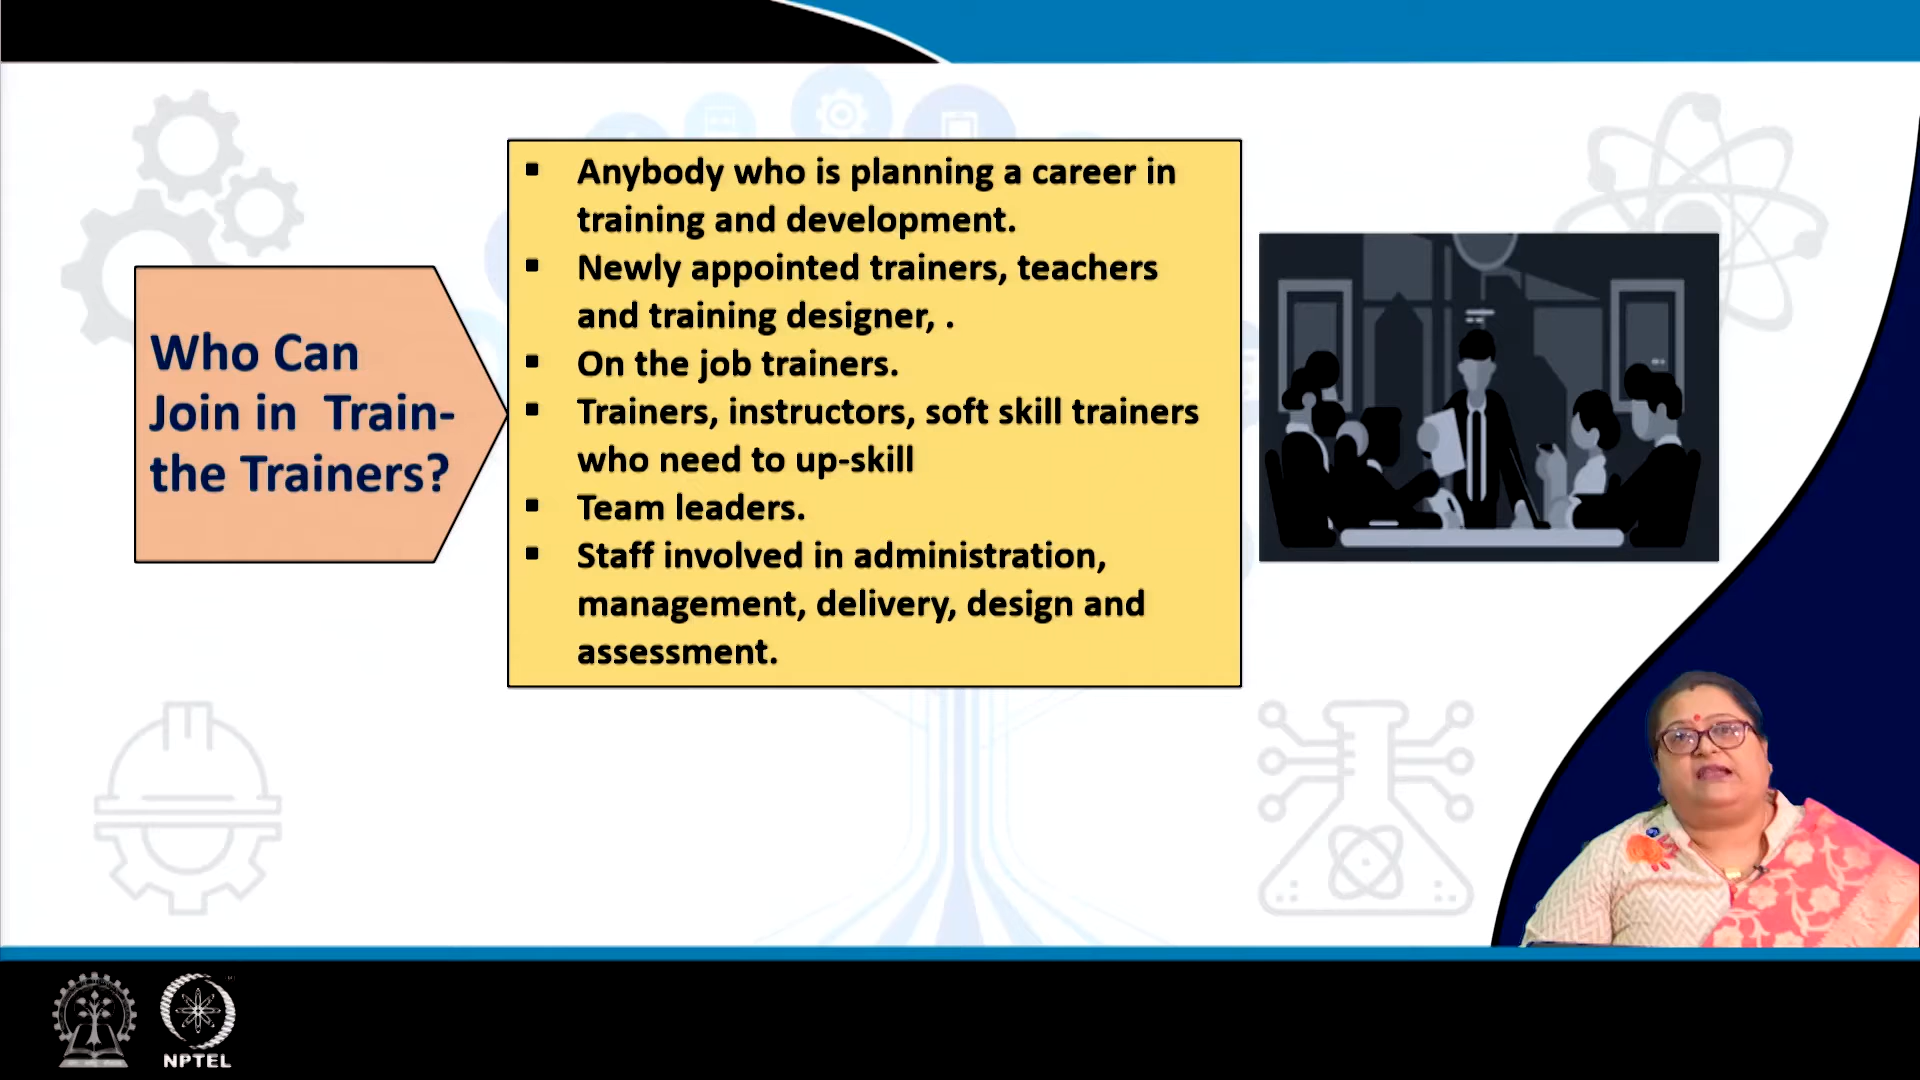 Who Can
Join in  Train-
the Trainers?
▪ Anybody who is planning a career in
training and development.
▪ Newly appointed trainers, teachers
and training designer, .
▪ On the job trainers.
▪ Trainers, instructors, soft skill trainers
who need to up-skill
▪ Team leaders.
▪ Staff involved in administration,
management, delivery, design and
assessment.
NPTEL